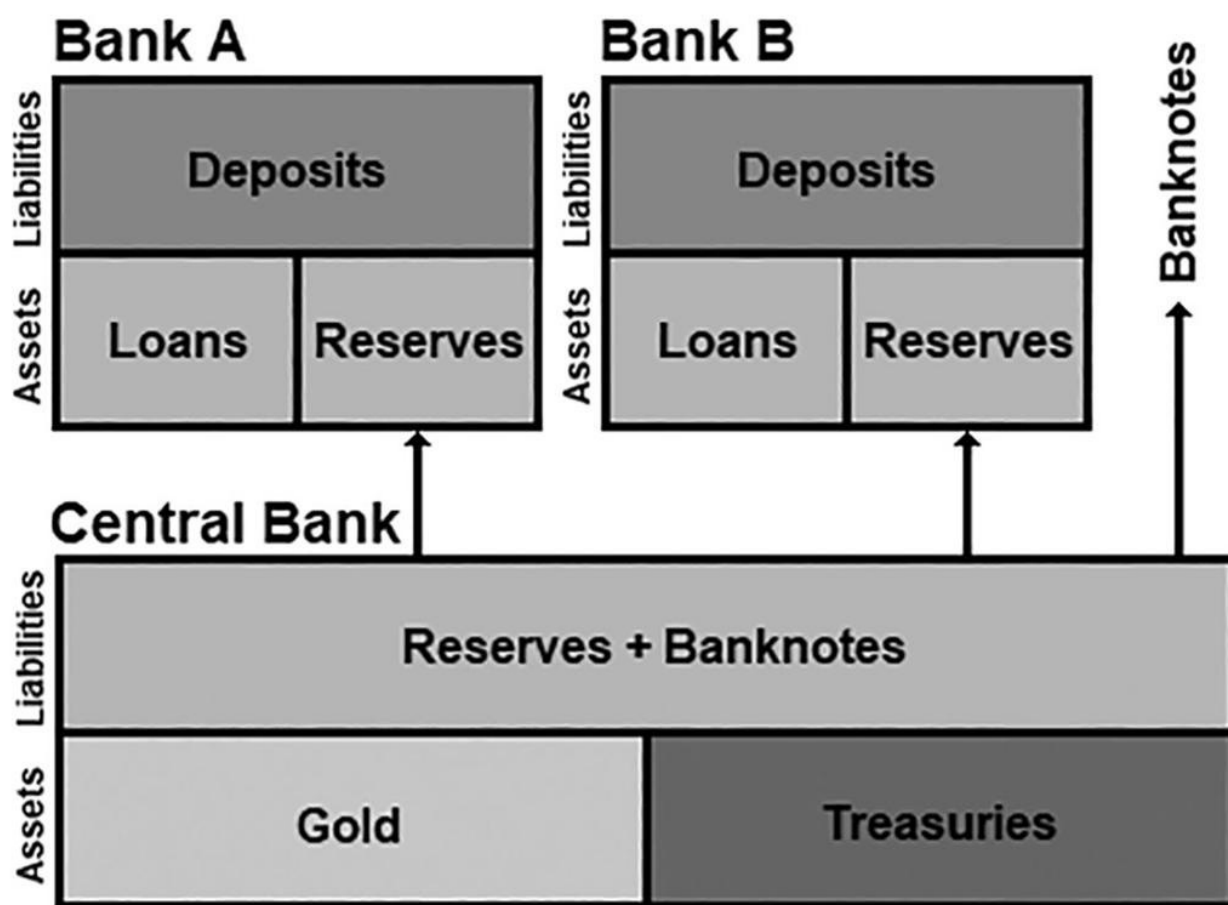 Bank A
Bank B
Liabilities
Deposits
Liabilities
Deposits
Banknotes
Assets
Loans
Reserves
Assets
Loans
Reserves
Central Bank
Liabilities
Reserves + Banknotes
Assets
Gold
Treasuries